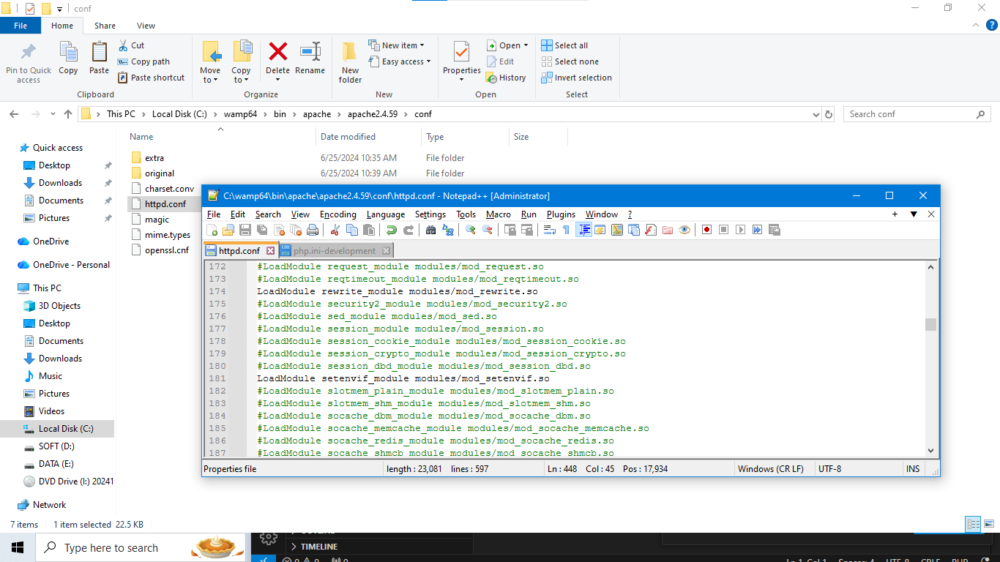 conf
File Home Share View
Pin to Quick access
Copy
Paste
Cut
Copy path
Paste shortcut
Clipboard
Move to
Copy to
Delete
Rename
Organize
New folder
New item
Easy access
New
Properties
Open
Edit
History
Open
Select all
Select none
Invert selection
Select
This PC Local Disk (C:) wamp64 bin apache apache2.4.59 conf
Search conf
Name Date modified Type Size
extra 6/25/2024 10:35 AM File folder
original 6/25/2024 10:39 AM File folder
charset.conv
httpd.conf
magic
mime.types
openssl.cnf
Quick access
Desktop
Downloads
Documents
Pictures
OneDrive
OneDrive - Personal
This PC
3D Objects
Desktop
Documents
Downloads
Music
Pictures
Videos
Local Disk (C:)
SOFT (D:)
DATA (E:)
DVD Drive (I:) 20241
Network
7 items 1 item selected 22.5 KB
C:\wamp64\bin\apache\apache2.4.59\conf\httpd.conf - Notepad++ [Administrator]
File Edit Search View Encoding Language Settings Tools Macro Run Plugins Window ?
httpd.conf php.ini-development
172 #LoadModule request_module modules/mod_request.so
173 #LoadModule reqtimeout_module modules/mod_reqtimeout.so
174 LoadModule rewrite_module modules/mod_rewrite.so
175 #LoadModule security2_module modules/mod_security2.so
176 #LoadModule sed_module modules/mod_sed.so
177 #LoadModule session_module modules/mod_session.so
178 #LoadModule session_cookie_module modules/mod_session_cookie.so
179 #LoadModule session_crypto_module modules/mod_session_crypto.so
180 #LoadModule session_dbd_module modules/mod_session_dbd.so
181 LoadModule setenvif_module modules/mod_setenvif.so
182 #LoadModule slotmem_plain_module modules/mod_slotmem_plain.so
183 #LoadModule slotmem_shm_module modules/mod_slotmem_shm.so
184 #LoadModule socache_dbm_module modules/mod_socache_dbm.so
185 #LoadModule socache_memcache_module modules/mod_socache_memcache.so
186 #LoadModule socache_redis_module modules/mod_socache_redis.so
187 #LoadModule socache_shmcb_module modules/mod_socache_shmcb.so
Properties file length : 23,081 lines : 597 Ln : 448 Col : 45 Pos : 17,934 Windows (CR LF) UTF-8 INS
TIMELINE
Type here to search